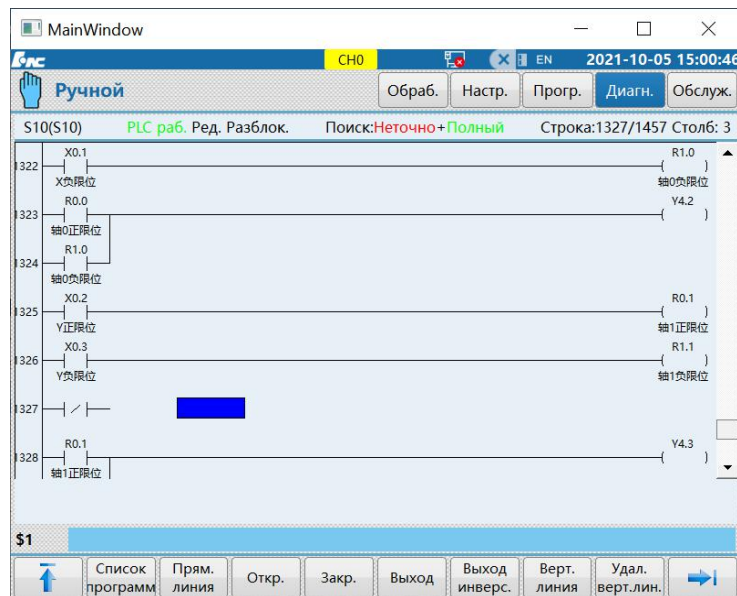 MainWindow
CH0 EN 2021-10-05 15:00:46
Ручной Обраб. Настр. Прогр. Диагн. Обслуж.
S10(S10) PLC раб. Ред. Разблок. Поиск:Неточно+Полный Строка:1327/1457 Столб: 3
X0.1 R1.0
1322 ( )
X负限位 轴0负限位
R0.0 Y4.2
1323 ( )
轴0正限位
R1.0
1324
轴0负限位
X0.2 R0.1
1325 ( )
Y正限位 轴1正限位
X0.3 R1.1
1326 ( )
Y负限位 轴1负限位
1327
R0.1 Y4.3
1328 ( )
轴1正限位
$1
Список программ
Прям. линия
Откр.
Закр.
Выход
Выход инверс.
Верт. линия
Удал. верт.лин.